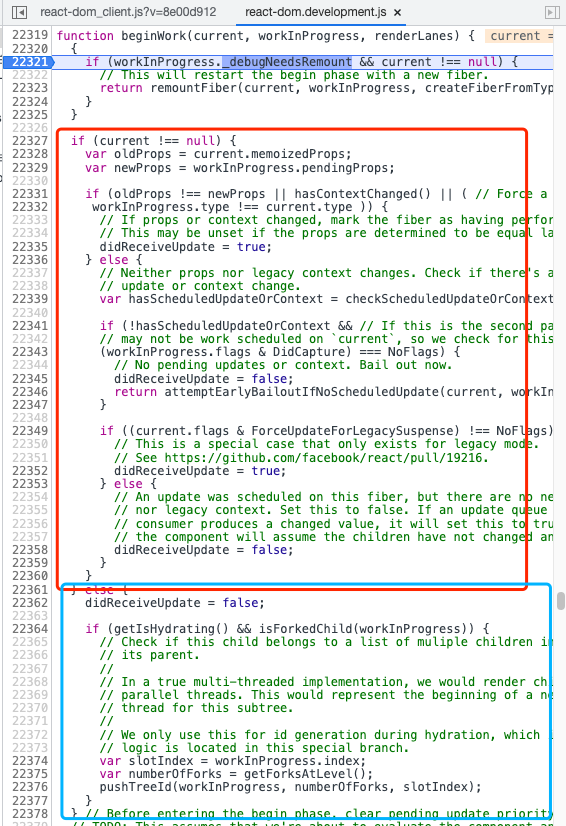 react-dom_client.js?v=8e00d912 react-dom.development.js ×
22319 function beginWork(current, workInProgress, renderLanes) { current =
22320 {
22321 if (workInProgress._debugNeedsRemount && current !== null) {
22322 // This will restart the begin phase with a new fiber.
22323 return remountFiber(current, workInProgress, createFiberFromTyp
22324 }
22325 }
22326
22327 if (current !== null) {
22328 var oldProps = current.memoizedProps;
22329 var newProps = workInProgress.pendingProps;
22330
22331 if (oldProps !== newProps || hasContextChanged() || ( // Force a
22332 workInProgress.type !== current.type )) {
22333 // If props or context changed, mark the fiber as having perfor
22334 // This may be unset if the props are determined to be equal la
22335 didReceiveUpdate = true;
22336 } else {
22337 // Neither props nor legacy context changes. Check if there's a
22338 // update or context change.
22339 var hasScheduledUpdateOrContext = checkScheduledUpdateOrContext
22340
22341 if (!hasScheduledUpdateOrContext && // If this is the second pa
22342 // may not be work scheduled on `current`, so we check for this
22343 (workInProgress.flags & DidCapture) === NoFlags) {
22344 // No pending updates or context. Bail out now.
22345 didReceiveUpdate = false;
22346 return attemptEarlyBailoutIfNoScheduledUpdate(current, workIn
22347 }
22348
22349 if ((current.flags & ForceUpdateForLegacySuspense) !== NoFlags)
22350 // This is a special case that only exists for legacy mode.
22351 // See https://github.com/facebook/react/pull/19216.
22352 didReceiveUpdate = true;
22353 } else {
22354 // An update was scheduled on this fiber, but there are no ne
22355 // nor legacy context. Set this to false. If an update queue
22356 // consumer produces a changed value, it will set this to tru
22357 // the component will assume the children have not changed an
22358 didReceiveUpdate = false;
22359 }
22360 }
22361 } else {
22362 didReceiveUpdate = false;
22363
22364 if (getIsHydrating() && isForkedChild(workInProgress)) {
22365 // Check if this child belongs to a list of muliple children in
22366 // its parent.
22367 //
22368 // In a true multi-threaded implementation, we would render chi
22369 // parallel threads. This would represent the beginning of a ne
22370 // thread for this subtree.
22371 //
22372 // We only use this for id generation during hydration, which i
22373 // logic is located in this special branch.
22374 var slotIndex = workInProgress.index;
22375 var numberOfForks = getForksAtLevel();
22376 pushTreeId(workInProgress, numberOfForks, slotIndex);
22377 }
22378 } // Before entering the begin phase, clear pending update priority
// TODO: This assumes that we're about to evaluate the component an